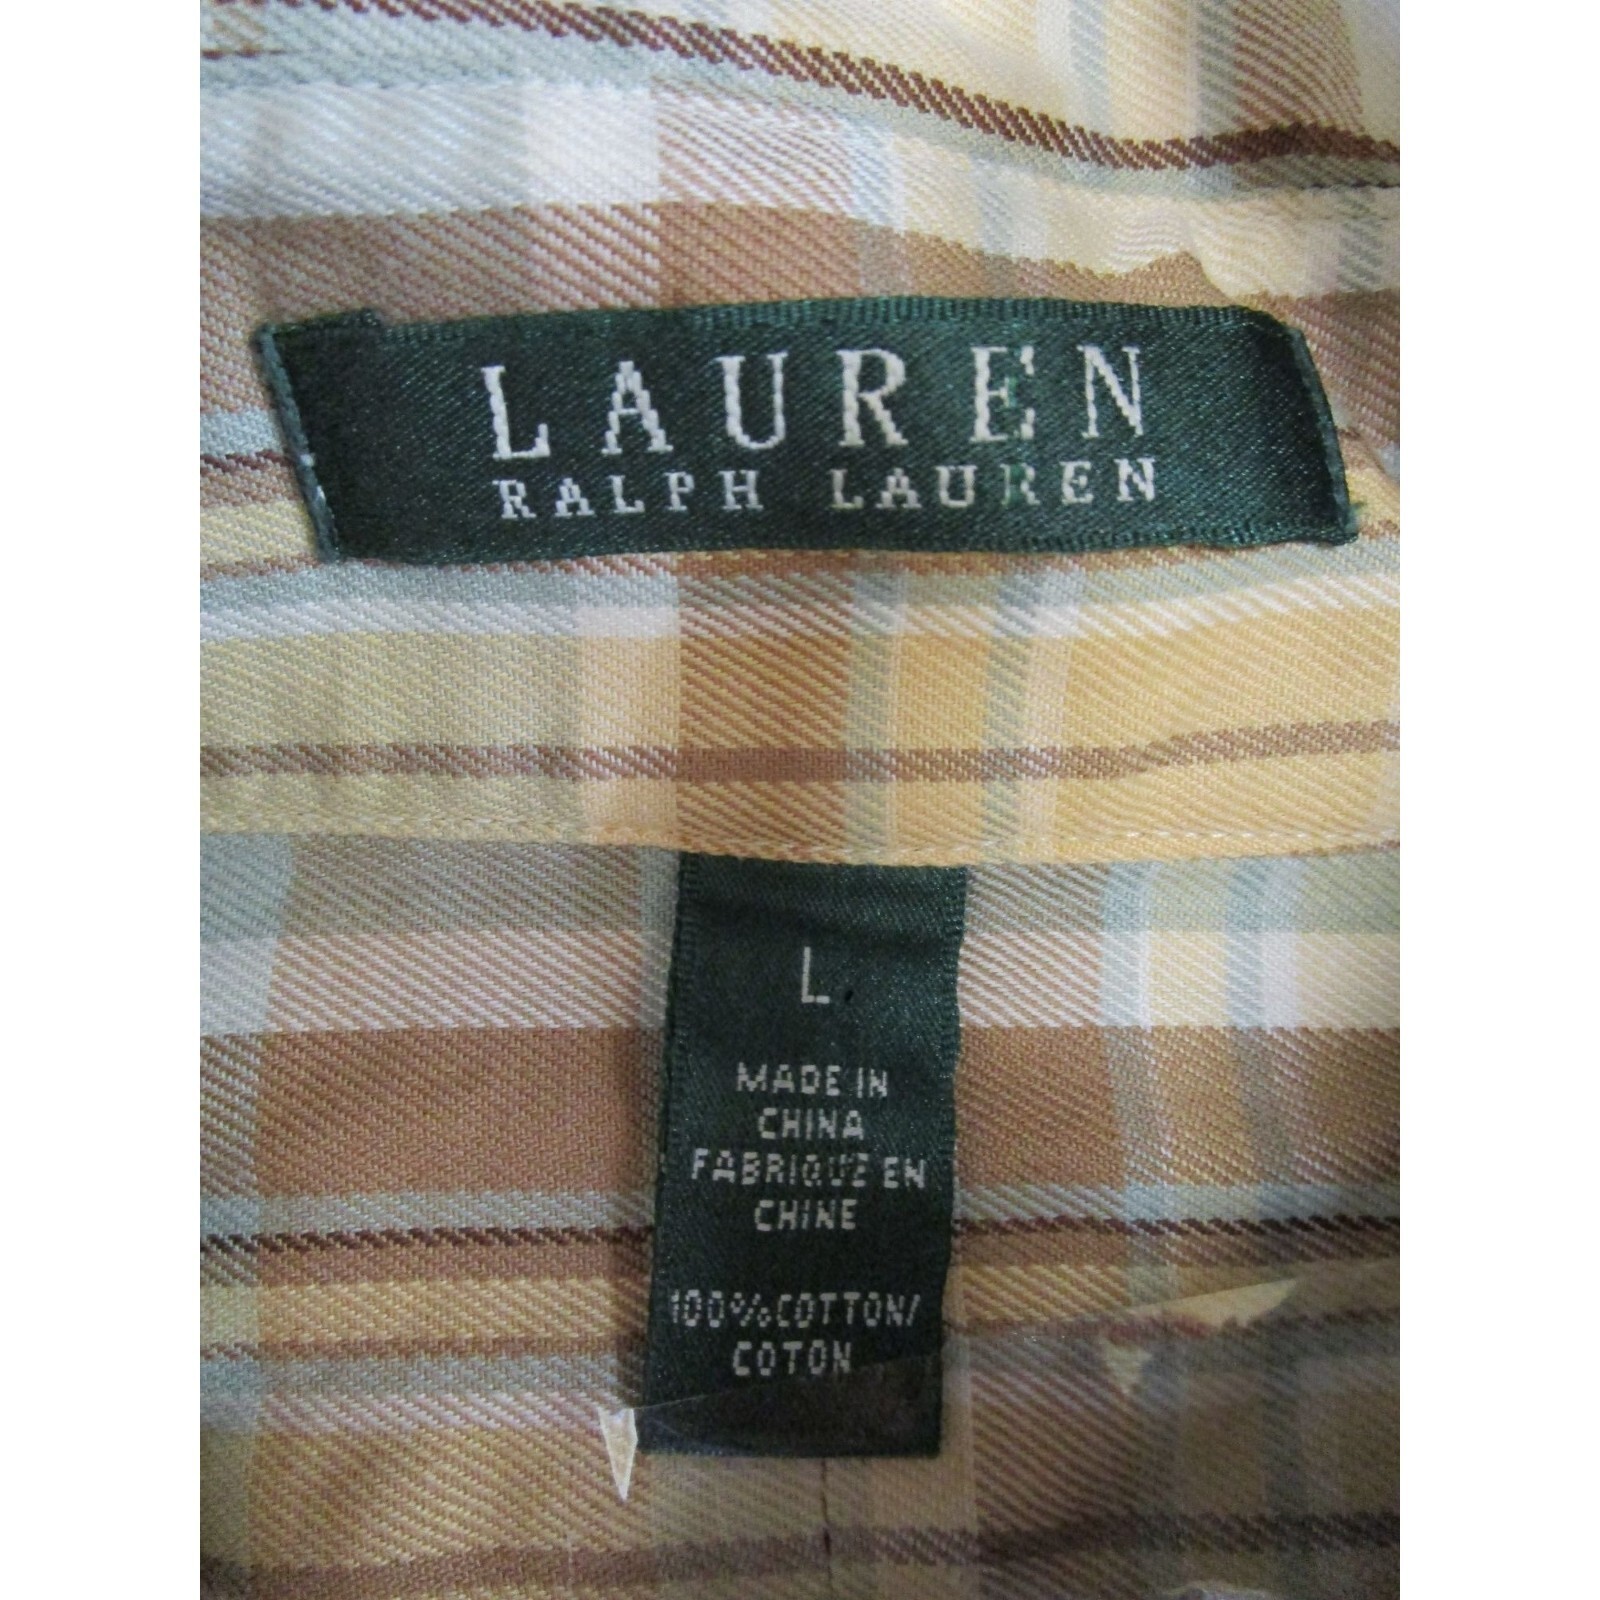 LAUREN
RALPH LAUREN
L
MADE IN
CHINA
FABRIQUE EN
CHINE
100% COTTON/
COTON